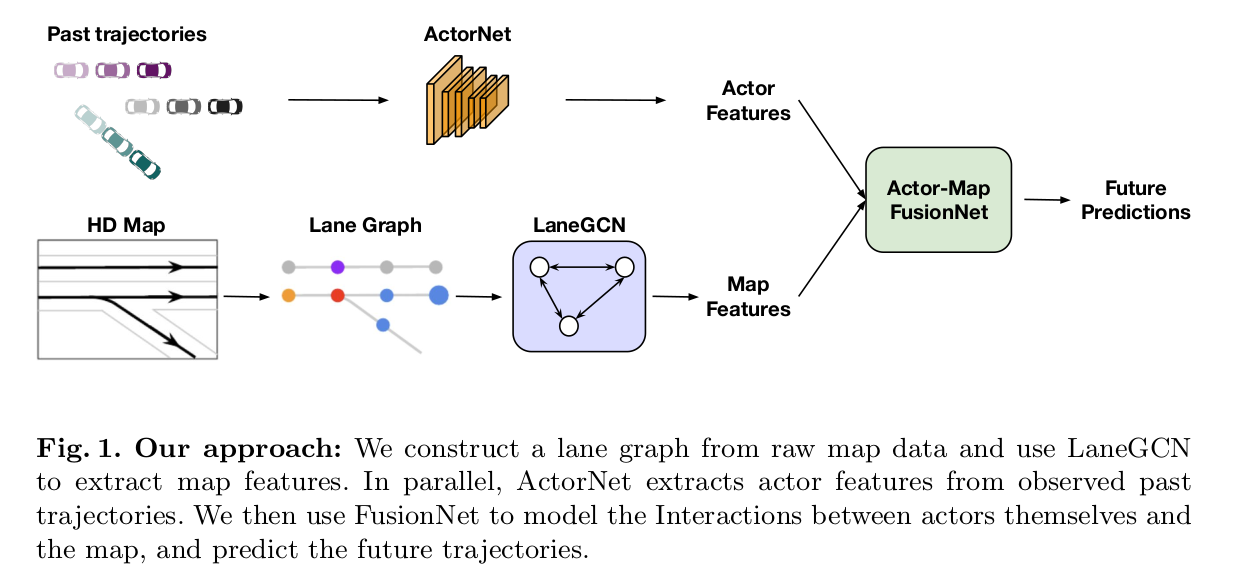 Past trajectories
ActorNet
Actor
Features
HD Map
Lane Graph
LaneGCN
Map
Features
Actor-Map
FusionNet
Future
Predictions
Fig. 1. Our approach: We construct a lane graph from raw map data and use LaneGCN
to extract map features. In parallel, ActorNet extracts actor features from observed past
trajectories. We then use FusionNet to model the Interactions between actors themselves and
the map, and predict the future trajectories.